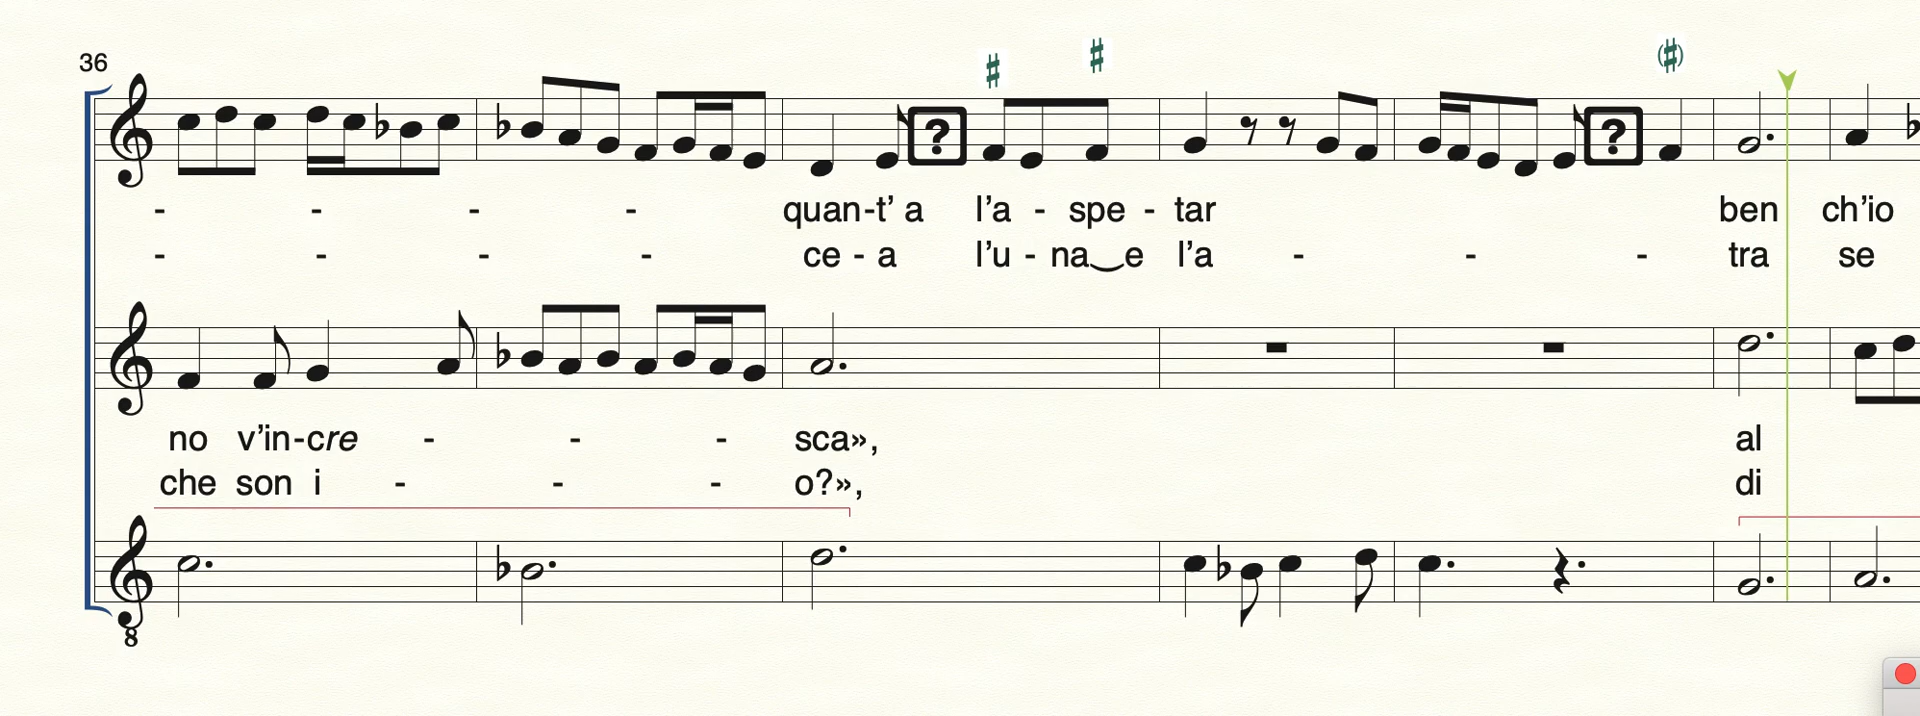 36
?
?
quan-t' a l'a - spe - tar ben ch'io
ce - a l'u - na‿e l'a - - - tra se
no v'in-cre - - - sca», al
che son i - - - o?», di
8